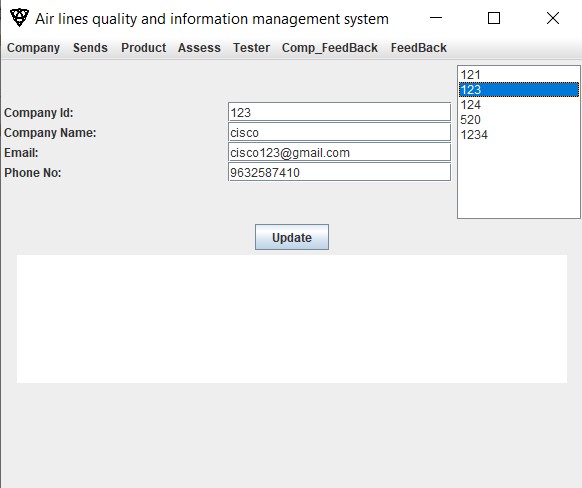 Air lines quality and information management system
Company Sends Product Assess Tester Comp_FeedBack FeedBack
Company Id: 123
Company Name: cisco
Email: cisco123@gmail.com
Phone No: 9632587410
121
123
124
520
1234
Update